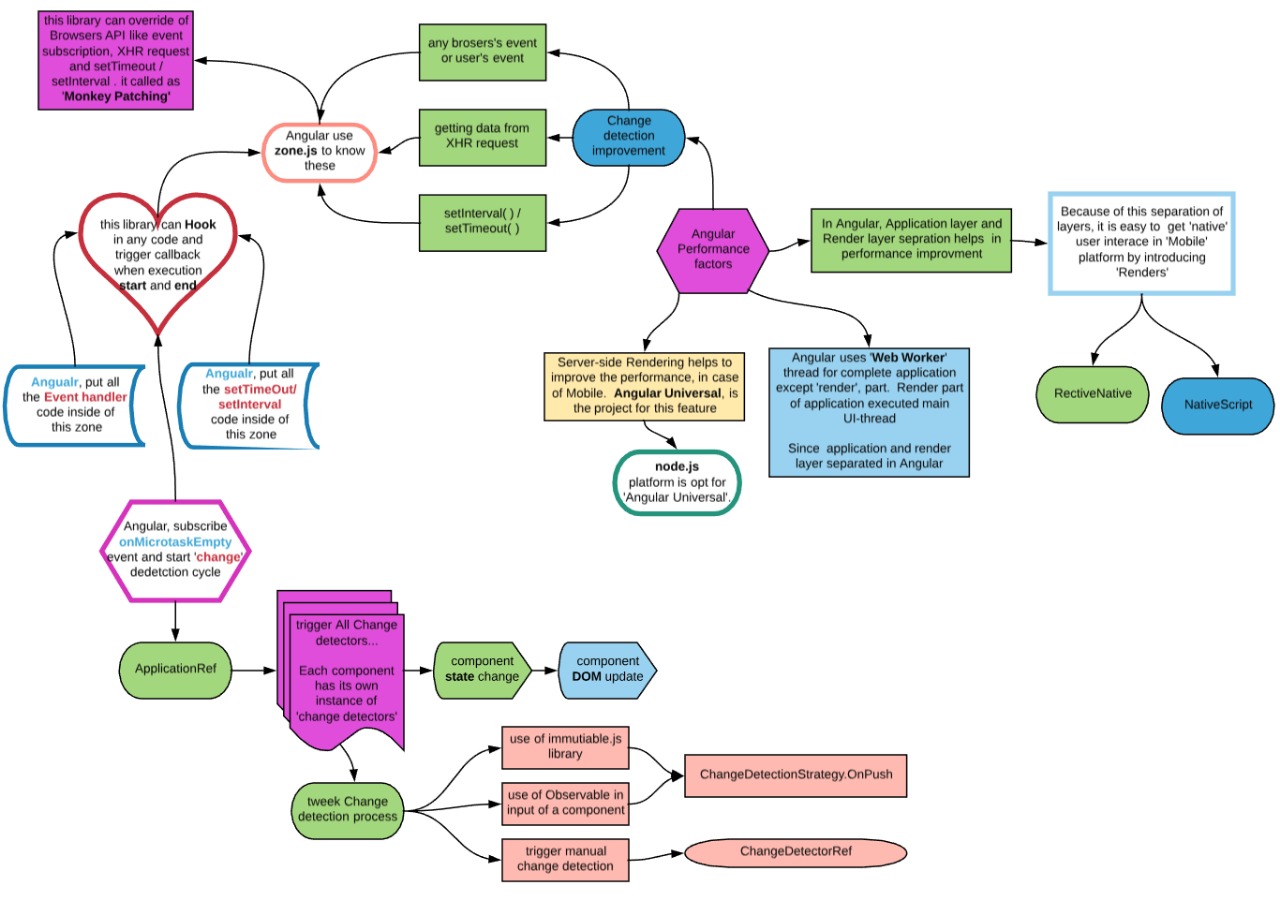 this library can override of
Browsers API like event
subscription, XHR request
and setTimeout /
setInterval . it called as
'Monkey Patching'
any brosers's event
or user's event
getting data from
XHR request
setInterval( ) /
setTimeout( )
Change
detection
improvement
Angular use
zone.js to know
these
this library can Hook
in any code and
trigger callback
when execution
start and end
Angualr, put all
the Event handler
code inside of
this zone
Angualr, put all
the setTimeOut/
setInterval
code inside of
this zone
Angular
Performance
factors
In Angular, Application layer and
Render layer sepration helps in
performance improvment
Because of this separation of
layers, it is easy to get 'native'
user interace in 'Mobile'
platform by introducing
'Renders'
RectiveNative
NativeScript
Server-side Rendering helps to
improve the performance, in case
of Mobile. Angular Universal, is
the project for this feature
node.js
platform is opt for
'Angular Universal'.
Angular uses 'Web Worker'
thread for complete application
except 'render', part. Render part
of application executed main
UI-thread
Since application and render
layer separated in Angular
Angular, subscribe
onMicrotaskEmpty
event and start 'change'
dedetction cycle
ApplicationRef
trigger All Change
detectors...
Each component
has its own
instance of
'change detectors'
component
state change
component
DOM update
tweek Change
detection process
use of immutiable.js
library
use of Observable in
input of a component
trigger manual
change detection
ChangeDetectionStrategy.OnPush
ChangeDetectorRef